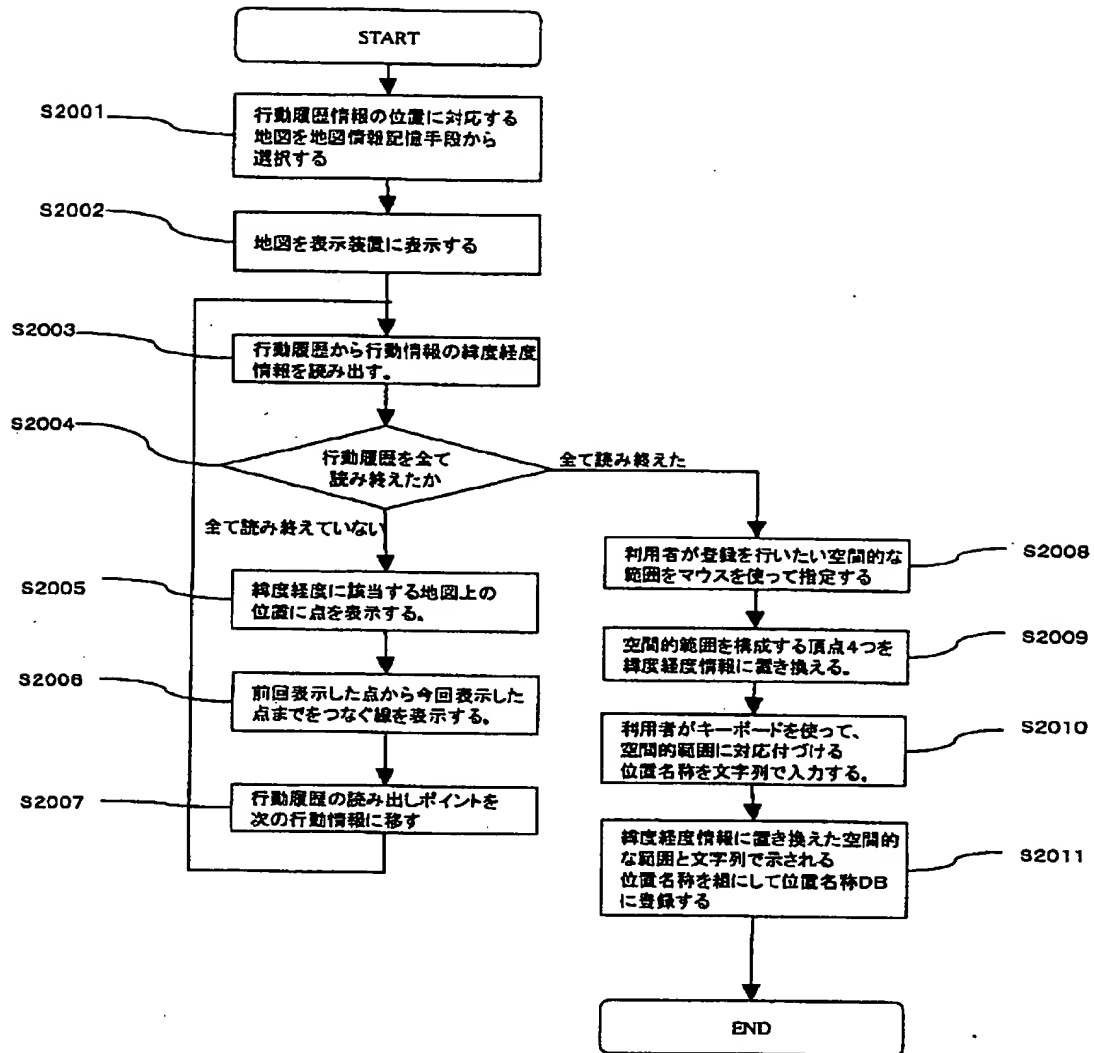 START
S2001
行動履歴情報の位置に対応する
地図を地図情報記憶手段から
選択する
S2002
地図を表示装置に表示する
S2003
行動履歴から行動情報の緯度経度
情報を読み出す。
S2004
行動履歴を全て
読み終えたか
全て読み終えた
全て読み終えていない
S2005
緯度経度に該当する地図上の
位置に点を表示する。
S2006
前回表示した点から今回表示した
点までをつなぐ線を表示する。
S2007
行動履歴の読み出しポイントを
次の行動情報に移す
利用者が登録を行いたい空間的な
範囲をマウスを使って指定する
S2008
空間的範囲を構成する頂点4つを
緯度経度情報に置き換える。
S2009
利用者がキーボードを使って、
空間的範囲に対応付づける
位置名称を文字列で入力する。
S2010
緯度経度情報に置き換えた空間的
な範囲と文字列で示される
位置名称を組にして位置名称DB
に登録する
S2011
END